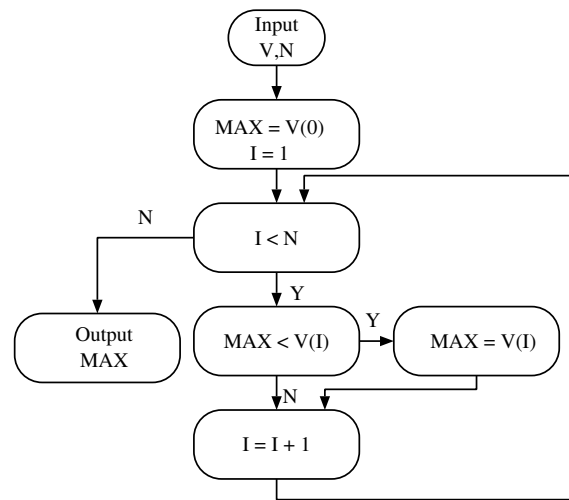 Input
V,N
MAX = V(0)
I = 1
N
I < N
Y
Output
MAX
MAX < V(I)
Y
MAX = V(I)
N
I = I + 1